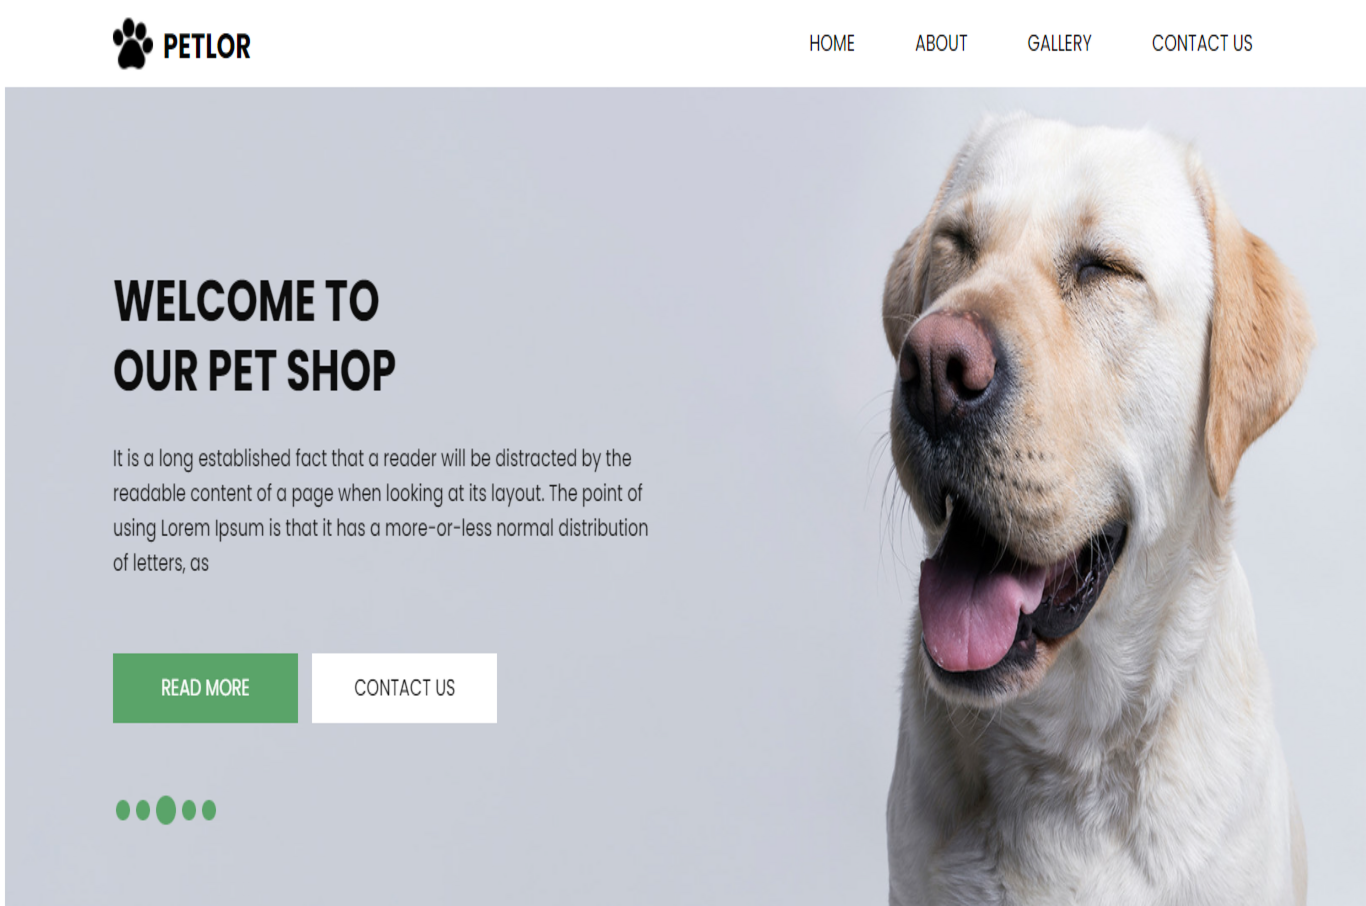 PETLOR
HOME ABOUT GALLERY CONTACT US
WELCOME TO
OUR PET SHOP
It is a long established fact that a reader will be distracted by the
readable content of a page when looking at its layout. The point of
using Lorem Ipsum is that it has a more-or-less normal distribution
of letters, as
READ MORE
CONTACT US